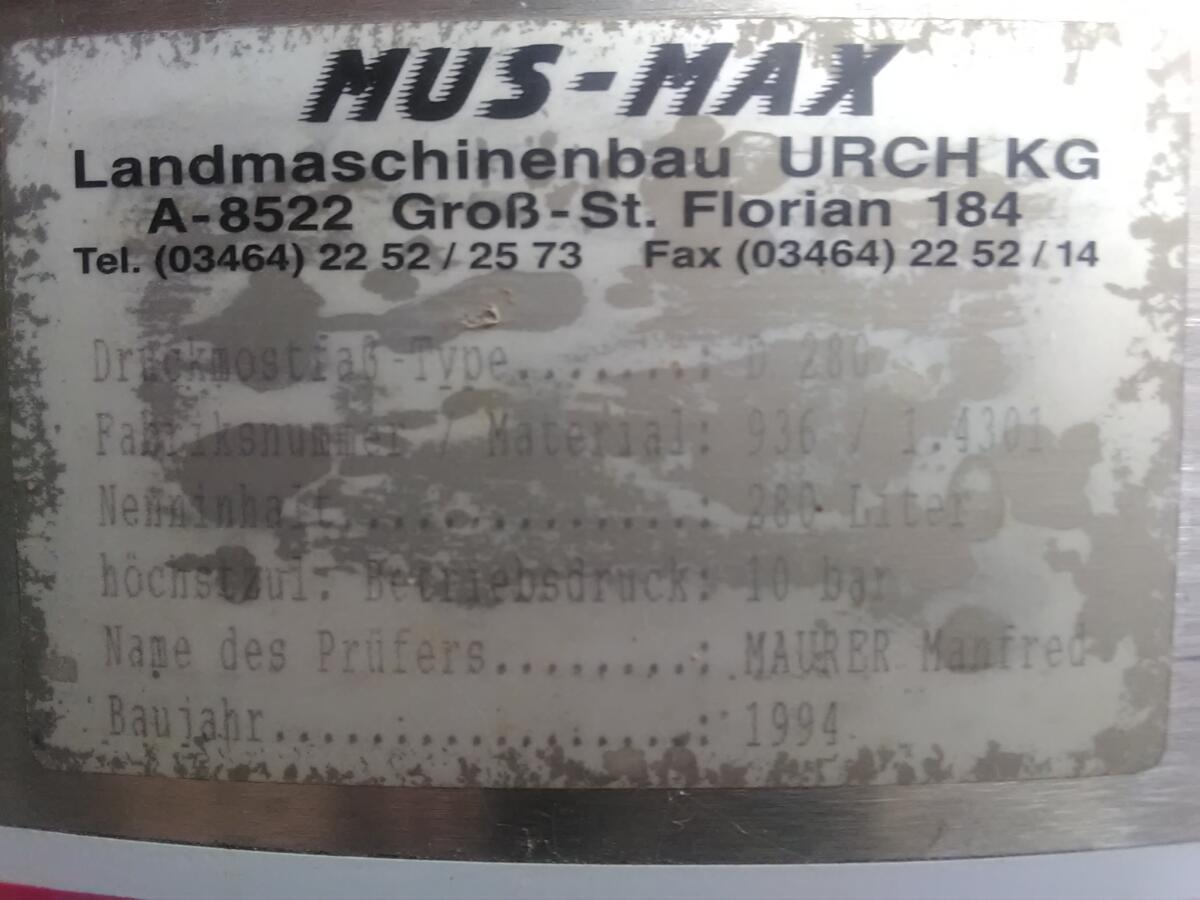 MUS-MAX
Landmaschinenbau URCH KG
A-8522 Groß-St. Florian 184
Tel. (03464) 22 52 / 25 73 Fax (03464) 22 52 / 14
Druckmostfaß-Type........: D 280
Fabriksnummer / Material: 936 / 1.4301
Nenninhalt................: 280 Liter
höchstzul. Betriebsdruck: 10 bar
Name des Prüfers........: MAURER Manfred
Baujahr..................: 1994